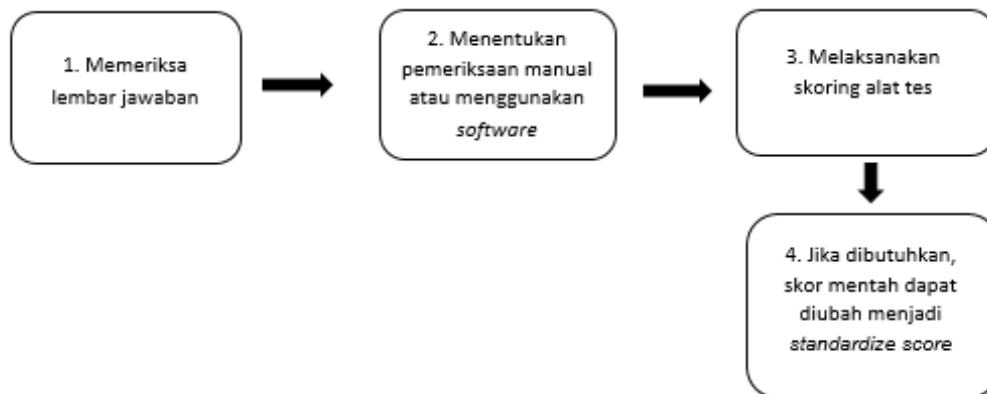 1. Memeriksa
lembar jawaban
2. Menentukan
pemeriksaan manual
atau menggunakan
software
3. Melaksanakan
skoring alat tes
4. Jika dibutuhkan,
skor mentah dapat
diubah menjadi
standardize score